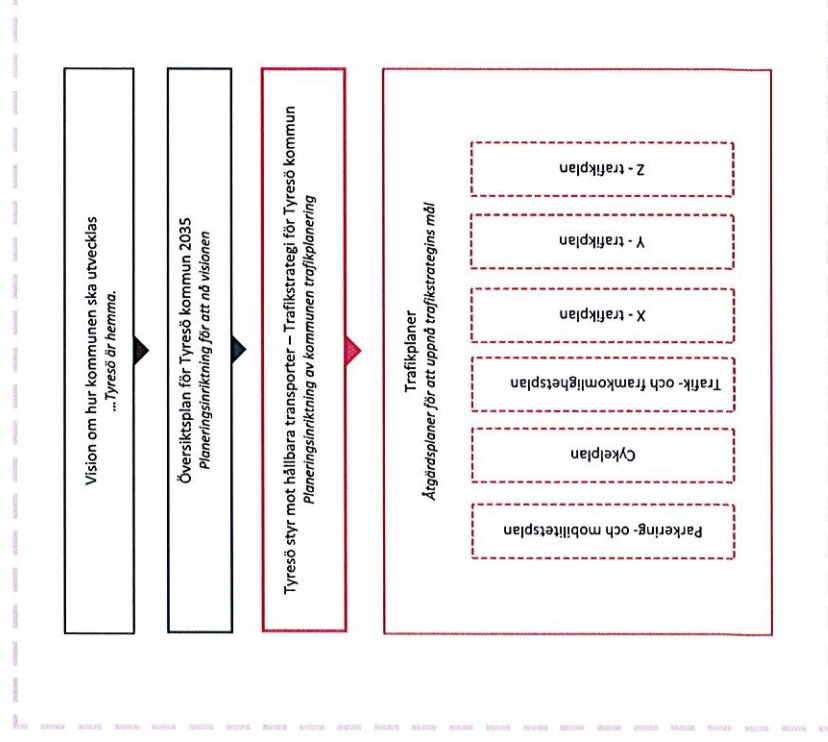 Vision om hur kommunen ska utvecklas
...Tyresö är hemma.
Översiktsplan för Tyresö kommun 2035
Planeringsinriktning för att nå visionen
Tyresö styr mot hållbara transporter – Trafikstrategi för Tyresö kommun
Planeringsinriktning av kommunen trafikplanering
Trafikplaner
Åtgärdsplaner för att uppnå trafikstrategins mål
Parkering- och mobilitetsplan
Cykelplan
Trafik- och framkomlighetsplan
X - trafikplan
Y - trafikplan
Z - trafikplan